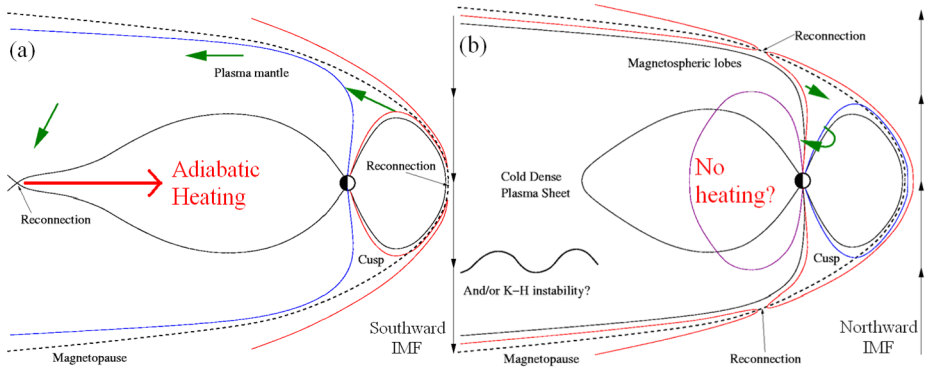 (a)
Plasma mantle
Adiabatic
Heating
Reconnection
Reconnection
Cusp
Southward
IMF
Magnetopause
(b)
Reconnection
Magnetospheric lobes
Cold Dense
Plasma Sheet
No
heating?
Cusp
And/or K–H instability?
Northward
IMF
Magnetopause
Reconnection